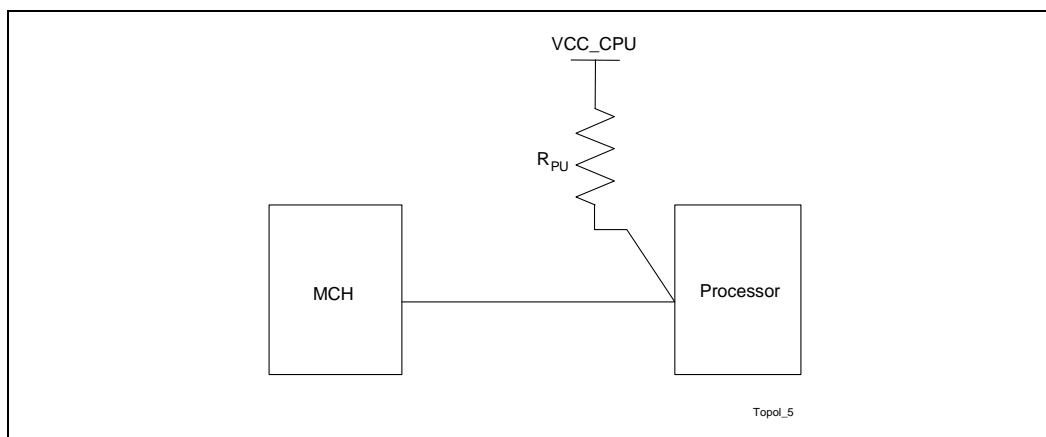 VCC_CPU
RPU
MCH
Processor
Topol_5